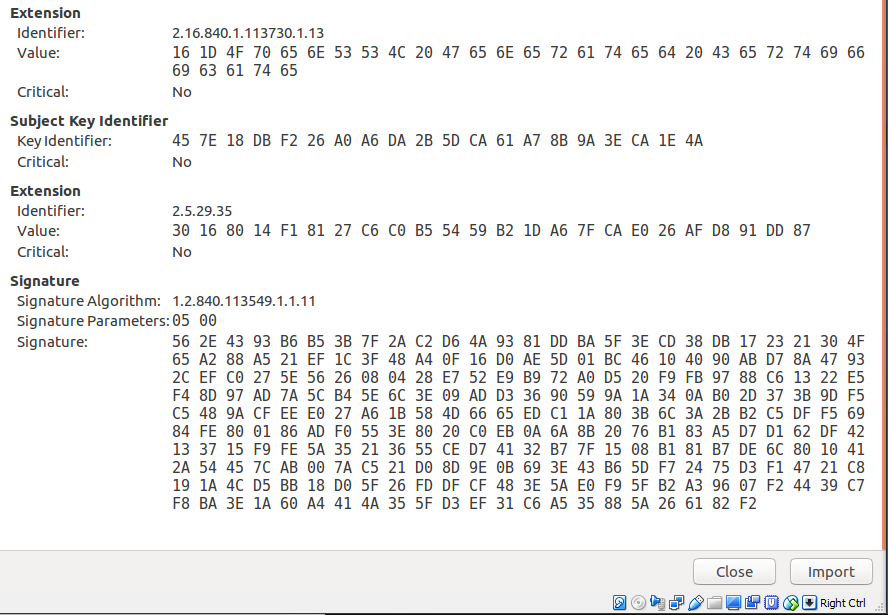 Extension
Identifier: 2.16.840.1.113730.1.13
Value: 16 1D 4F 70 65 6E 53 53 4C 20 47 65 6E 65 72 61 74 65 64 20 43 65 72 74 69 66
69 63 61 74 65
Critical: No
Subject Key Identifier
Key Identifier: 45 7E 18 DB F2 26 A0 A6 DA 2B 5D CA 61 A7 8B 9A 3E CA 1E 4A
Critical: No
Extension
Identifier: 2.5.29.35
Value: 30 16 80 14 F1 81 27 C6 C0 B5 54 59 B2 1D A6 7F CA E0 26 AF D8 91 DD 87
Critical: No
Signature
Signature Algorithm: 1.2.840.113549.1.1.11
Signature Parameters: 05 00
Signature: 56 2E 43 93 B6 B5 3B 7F 2A C2 D6 4A 93 81 DD BA 5F 3E CD 38 DB 17 23 21 30 4F
65 A2 88 A5 21 EF 1C 3F 48 A4 0F 16 D0 AE 5D 01 BC 46 10 40 90 AB D7 8A 47 93
2C EF C0 27 5E 56 26 08 04 28 E7 52 E9 B9 72 A0 D5 20 F9 FB 97 88 C6 13 22 E5
F4 8D 97 AD 7A 5C B4 5E 6C 3E 09 AD D3 36 90 59 9A 1A 34 0A B0 2D 37 3B 9D F5
C5 48 9A CF EE E0 27 A6 1B 58 4D 66 65 ED C1 1A 80 3B 6C 3A 2B B2 C5 DF F5 69
84 FE 80 01 86 AD F0 55 3E 80 20 C0 EB 0A 6A 8B 20 76 B1 83 A5 D7 D1 62 DF 42
13 37 15 F9 FE 5A 35 21 36 55 CE D7 41 32 B7 7F 15 08 B1 81 B7 DE 6C 80 10 41
2A 54 45 7C AB 00 7A C5 21 D0 8D 9E 0B 69 3E 43 B6 5D F7 24 75 D3 F1 47 21 C8
19 1A 4C D5 BB 18 D0 5F 26 FD DF CF 48 3E 5A E0 F9 5F B2 A3 96 07 F2 44 39 C7
F8 BA 3E 1A 60 A4 41 4A 35 5F D3 EF 31 C6 A5 35 88 5A 26 61 82 F2
Close Import
Right Ctrl